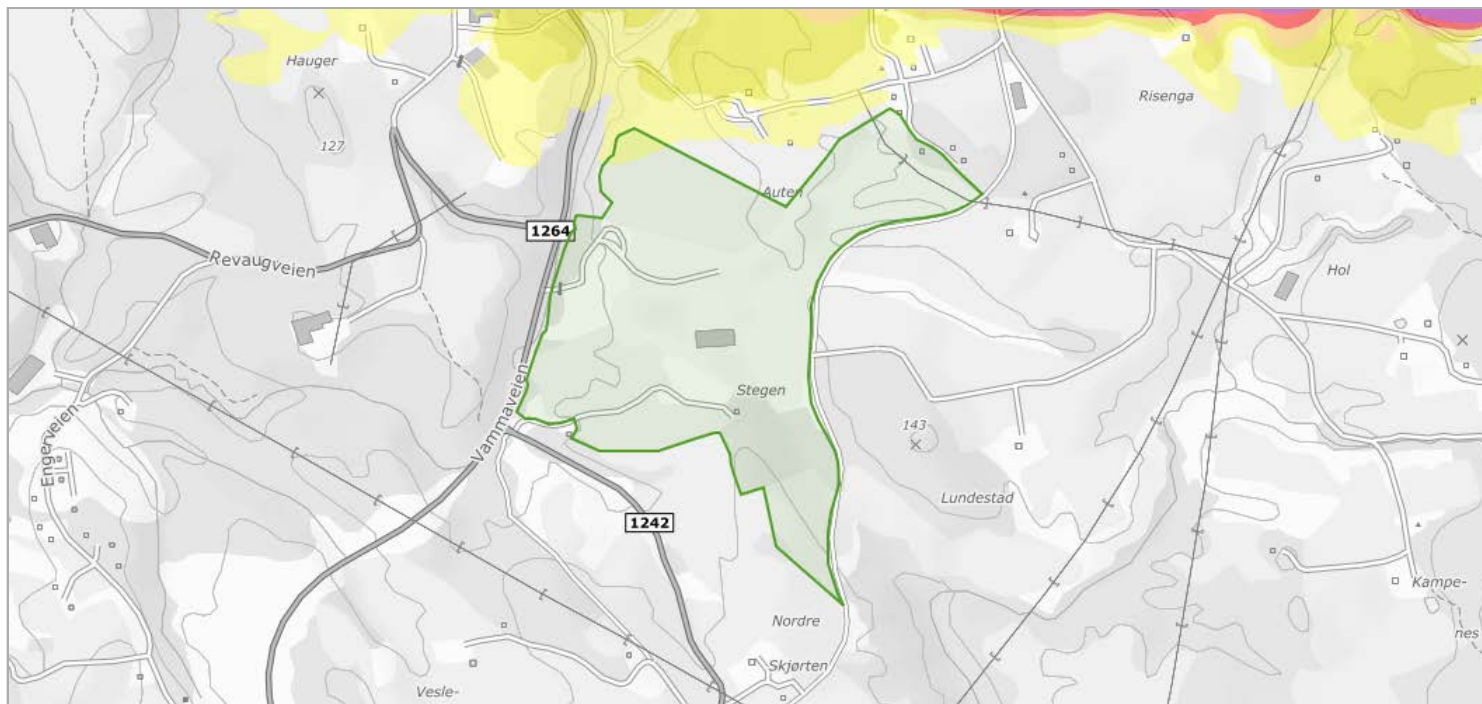 Hauger
127
Risenga
Auten
1264
Revaugveien
Hol
Stegen
143
Vammaveien
Engerveien
Lundestad
1242
Kampe-
nes
Nordre
Skjørten
Vesle-